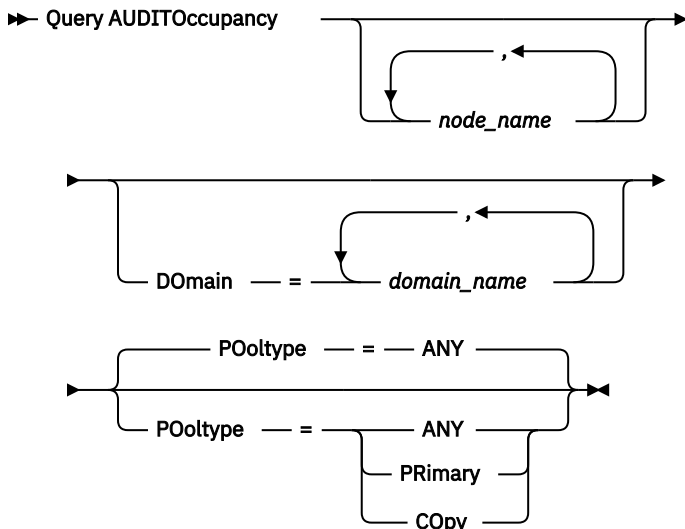 Query AUDITOccupancy
,
node_name
,
DOmain = domain_name
POoltype = ANY
POoltype = ANY
PRimary
COpy